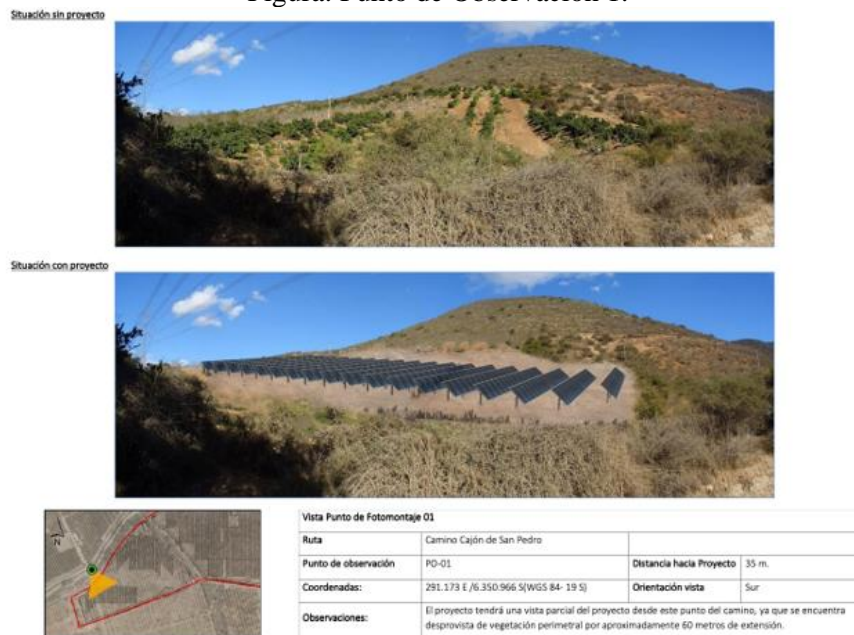 Figura: Punto de Observación 1.
Situación sin proyecto
Situación con proyecto
N
Vista Punto de Fotomontaje 01
Ruta Camino Cajón de San Pedro
Punto de observación PO-01 Distancia hacia Proyecto 35 m.
Coordenadas: 291.173 E /6.350.966 S(WGS 84- 19 S) Orientación vista Sur
Observaciones: El proyecto tendrá una vista parcial del proyecto desde este punto del camino, ya que se encuentra
desprovista de vegetación perimetral por aproximadamente 60 metros de extensión.